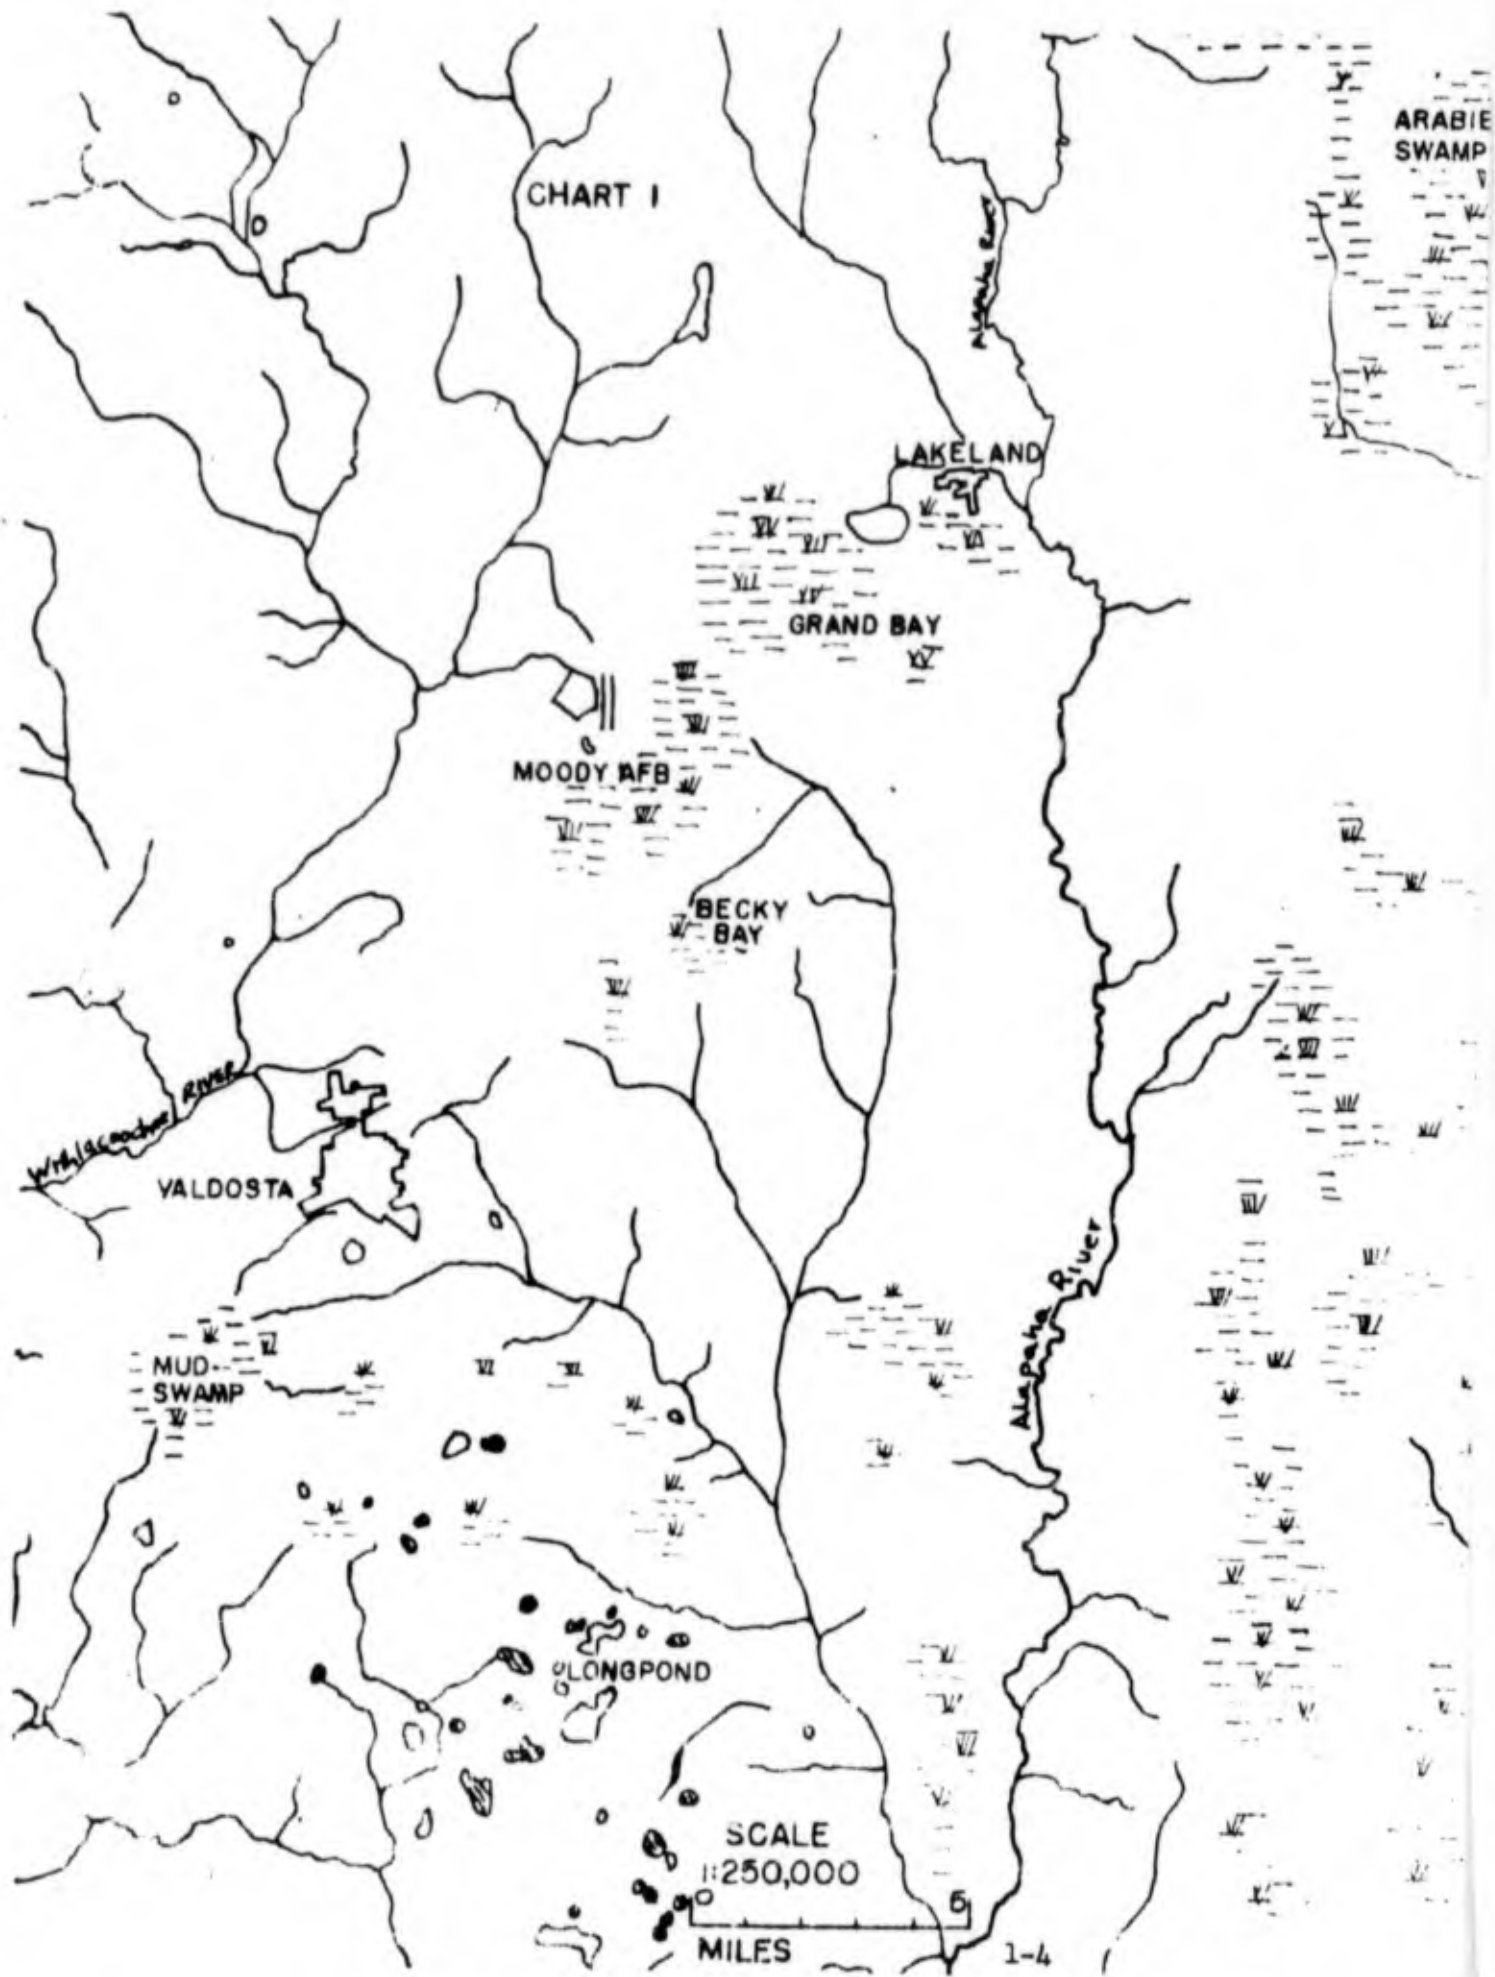 ARABIE
SWAMP
CHART I
Alapaha River
LAKELAND
GRAND BAY
MOODY AFB
BECKY
BAY
Withlacoochee RIVER
VALDOSTA
Alapaha River
MUD-
SWAMP
LONGPOND
SCALE
1:250,000
0 5
MILES
1-4